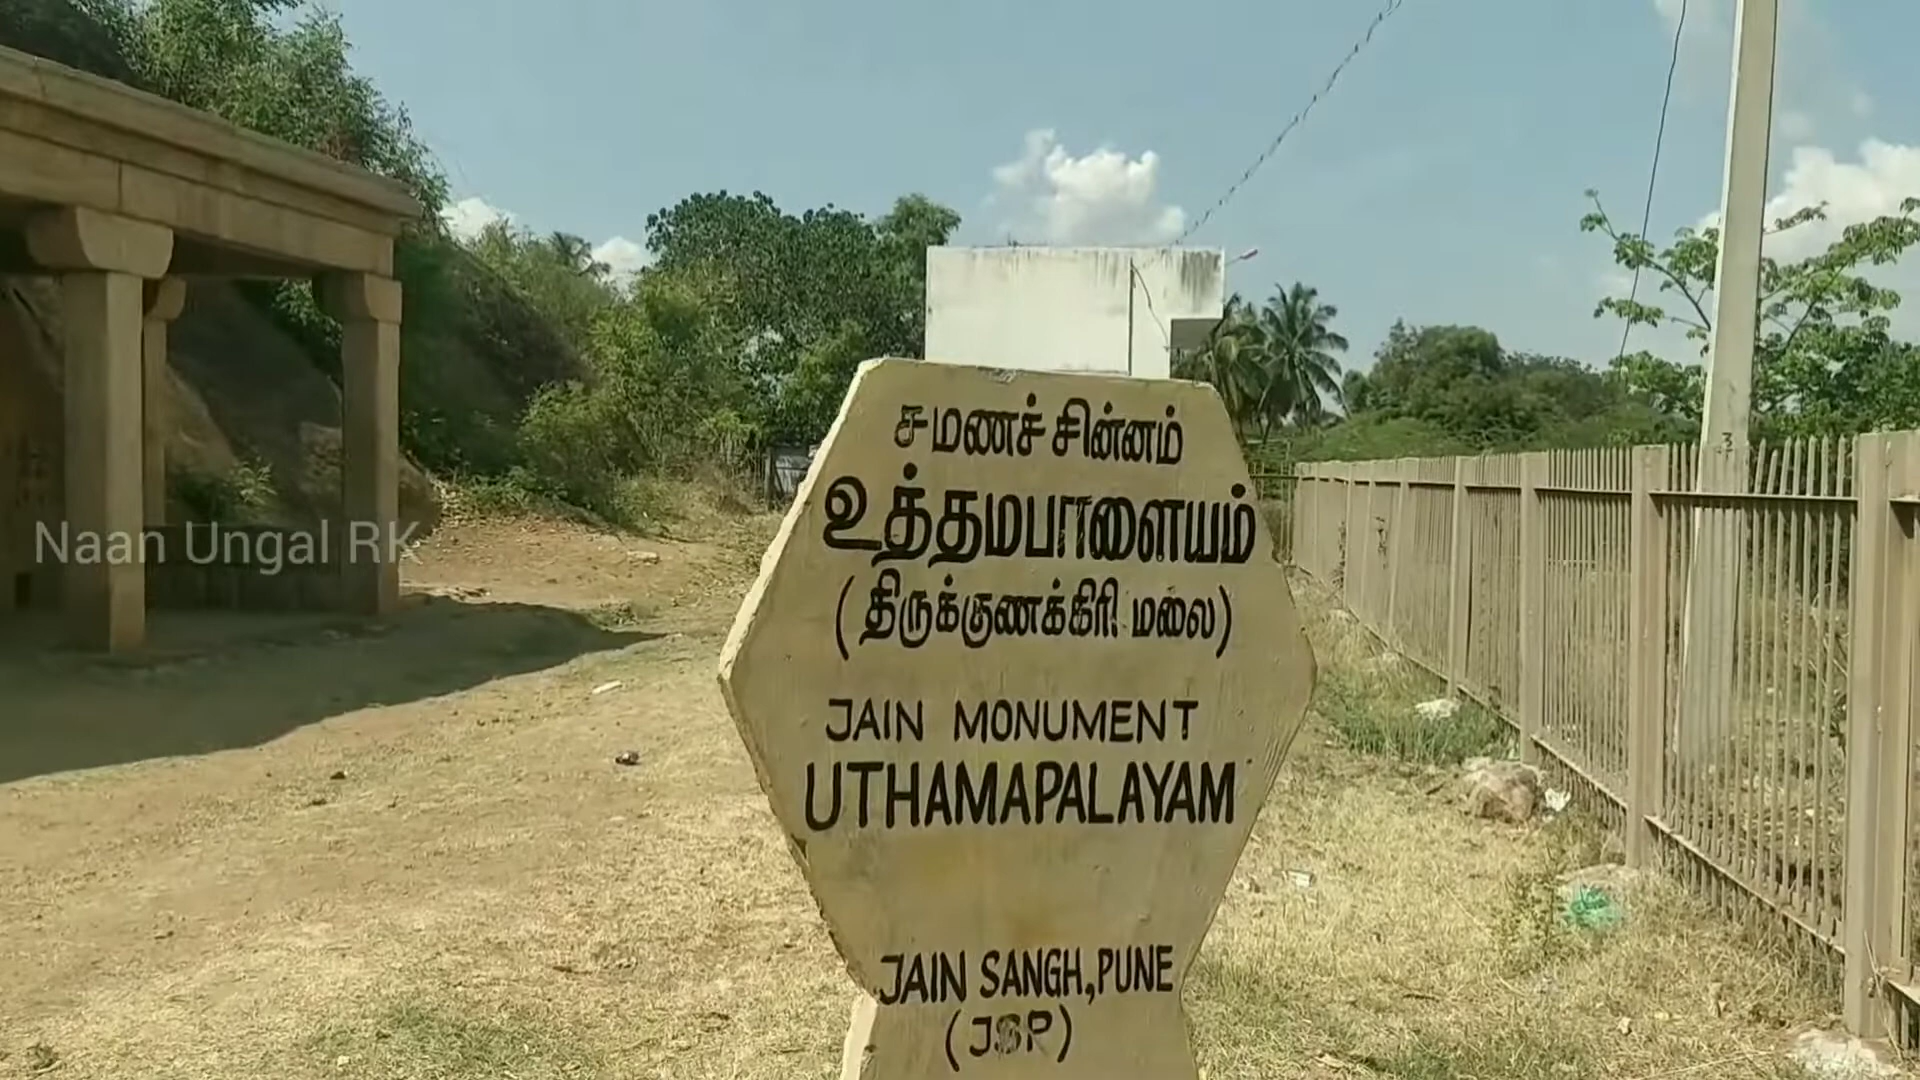 சமணச் சின்னம்
உத்தமபாளையம்
(திருக்குணக்கிரி மலை)
JAIN MONUMENT
UTHAMAPALAYAM
JAIN SANGH, PUNE
(JSP)
Naan Ungal RK